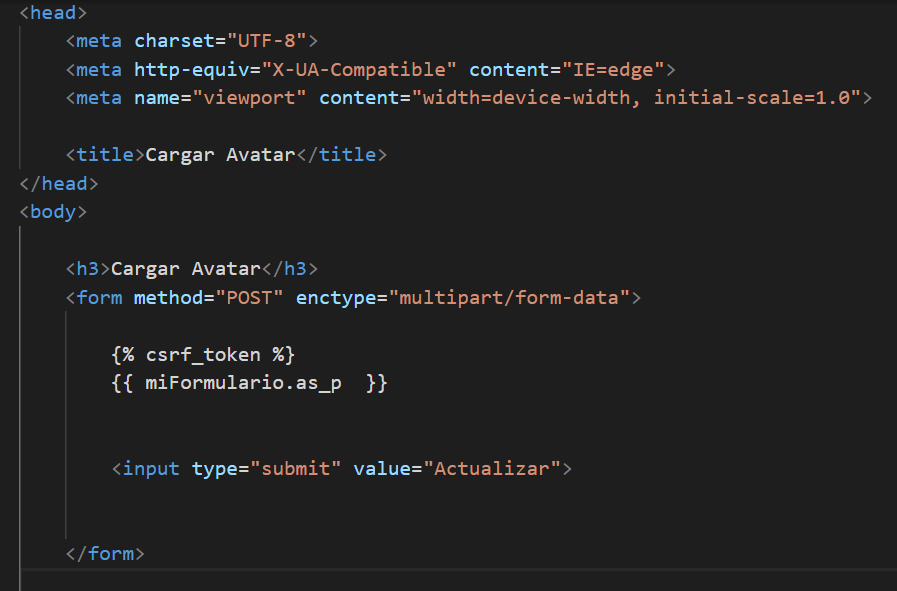 <head>
<meta charset="UTF-8">
<meta http-equiv="X-UA-Compatible" content="IE=edge">
<meta name="viewport" content="width=device-width, initial-scale=1.0">
<title>Cargar Avatar</title>
</head>
<body>
<h3>Cargar Avatar</h3>
<form method="POST" enctype="multipart/form-data">
{% csrf_token %}
{{ miFormulario.as_p  }}
<input type="submit" value="Actualizar">
</form>